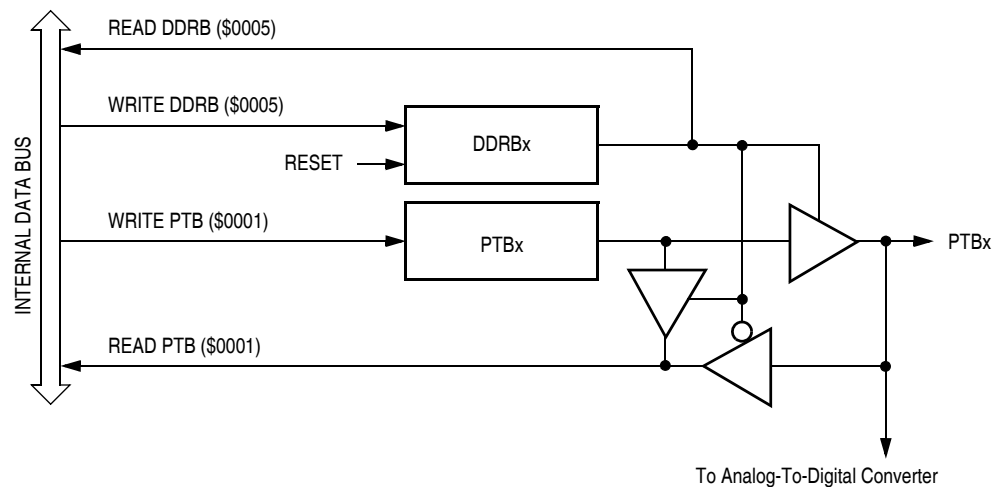 READ DDRB ($0005)
WRITE DDRB ($0005)
DDRBx
RESET
INTERNAL DATA BUS
WRITE PTB ($0001)
PTBx
PTBx
READ PTB ($0001)
To Analog-To-Digital Converter